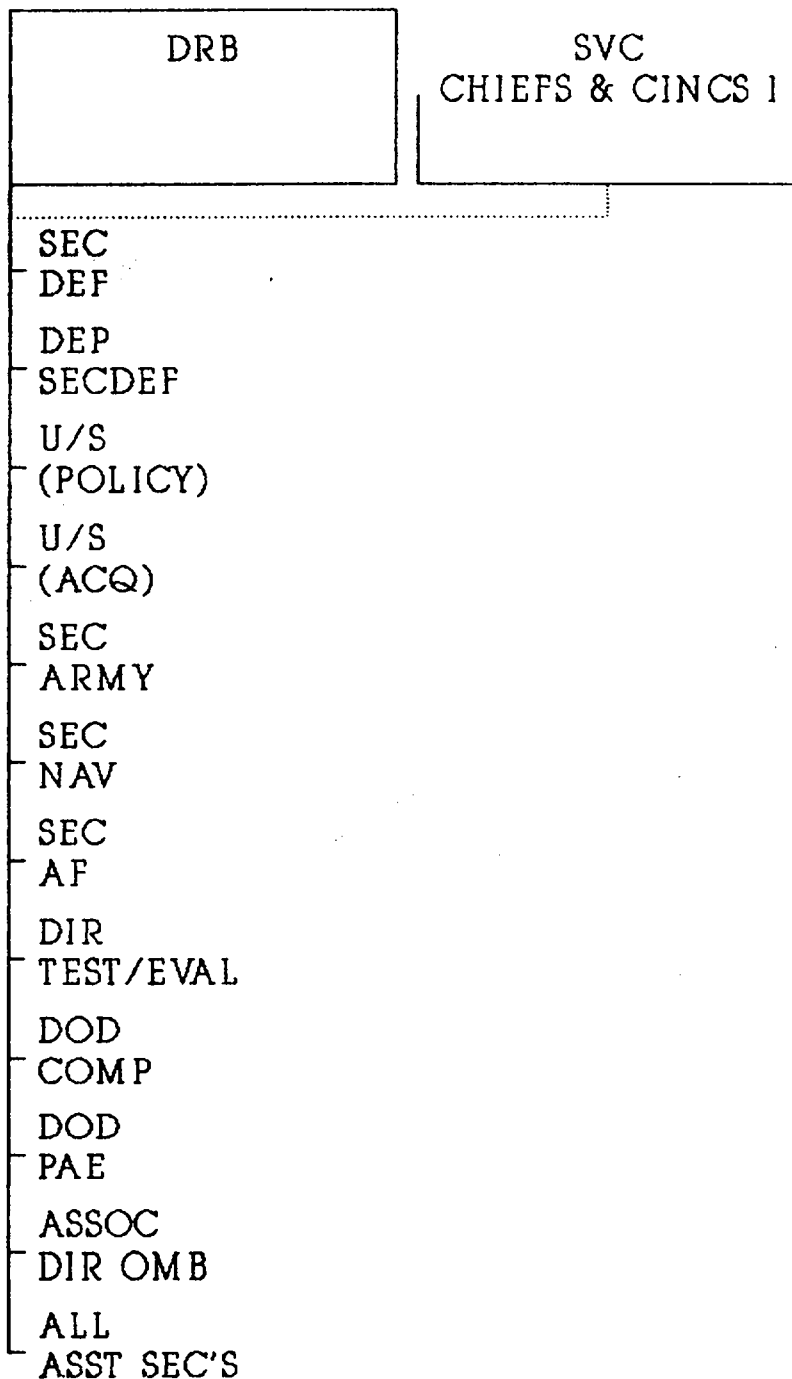 DRB
SVC
CHIEFS & CINCS 1
SEC
DEF
DEP
SECDEF
U/S
(POLICY)
U/S
(ACQ)
SEC
ARMY
SEC
NAV
SEC
AF
DIR
TEST/EVAL
DOD
COMP
DOD
PAE
ASSOC
DIR OMB
ALL
ASST SEC'S